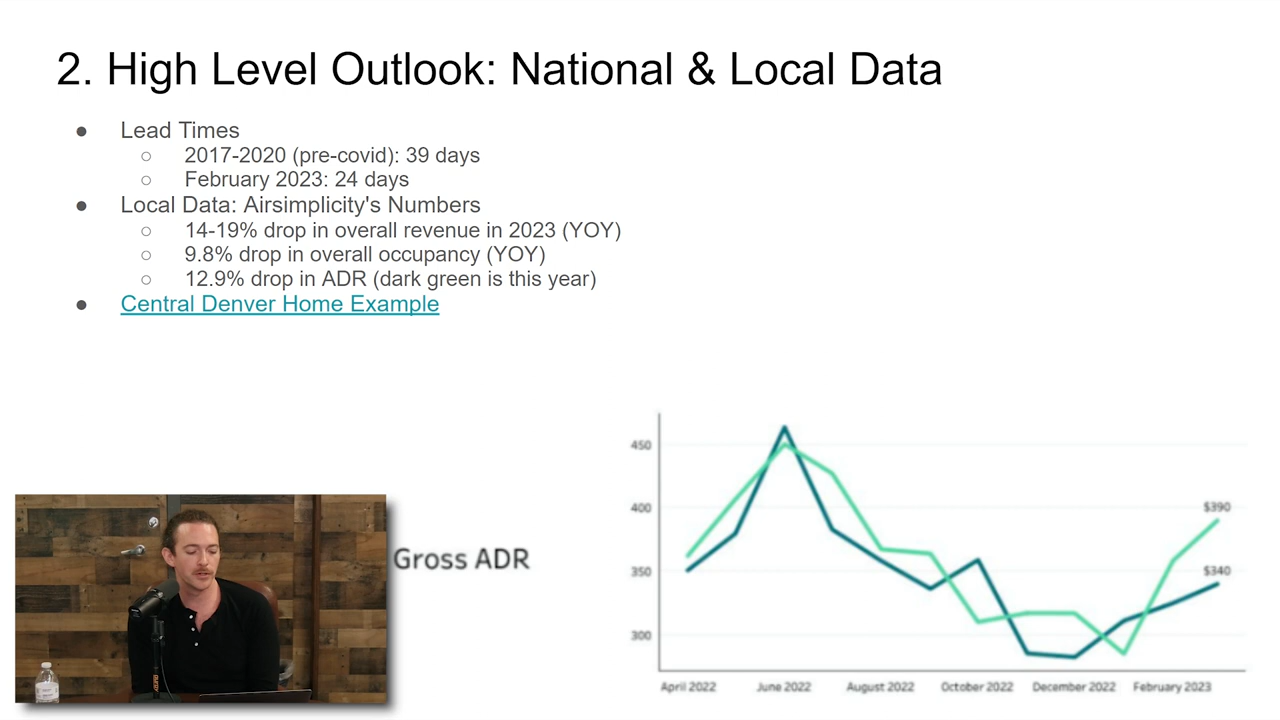 2. High Level Outlook: National & Local Data
● Lead Times
○ 2017-2020 (pre-covid): 39 days
○ February 2023: 24 days
● Local Data: Airsimplicity's Numbers
○ 14-19% drop in overall revenue in 2023 (YOY)
○ 9.8% drop in overall occupancy (YOY)
○ 12.9% drop in ADR (dark green is this year)
● Central Denver Home Example
Gross ADR
450
400
350
300
$390
$340
April 2022 June 2022 August 2022 October 2022 December 2022 February 2023